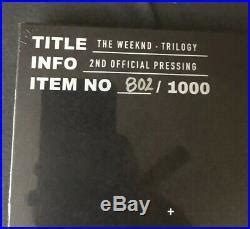 TITLE THE WEEKND - TRILOGY
INFO 2ND OFFICIAL PRESSING
ITEM NO 802 / 1000